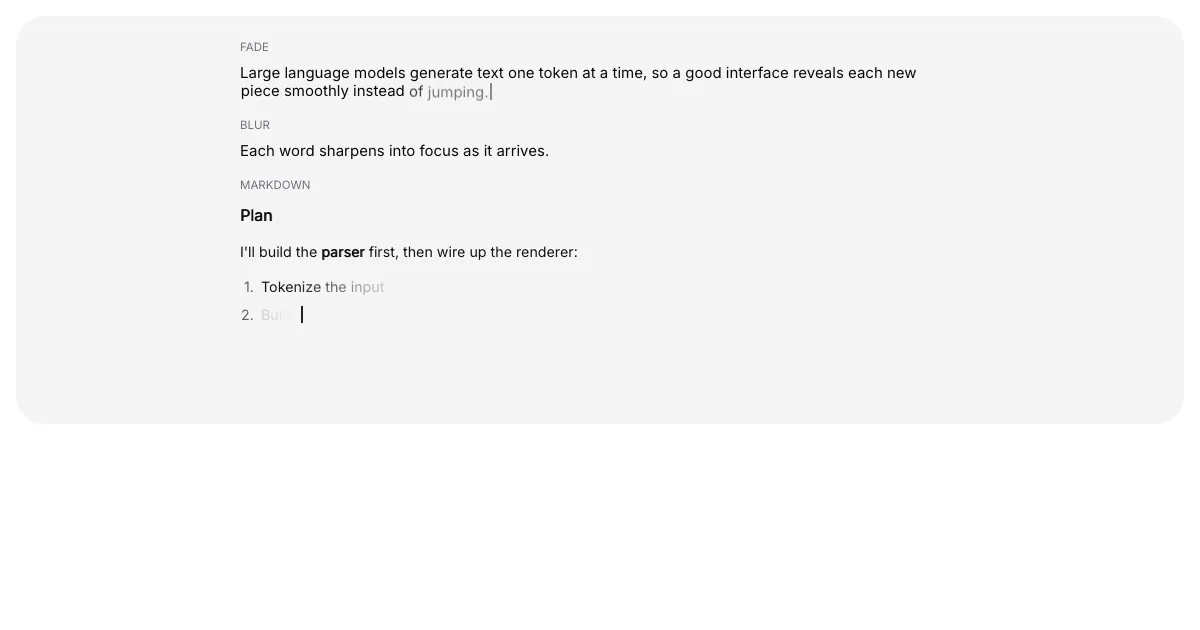 FADE
Large language models generate text one token at a time, so a good interface reveals each new
piece smoothly instead of jumping.
BLUR
Each word sharpens into focus as it arrives.
MARKDOWN
Plan
I'll build the parser first, then wire up the renderer:
1. Tokenize the input
2.